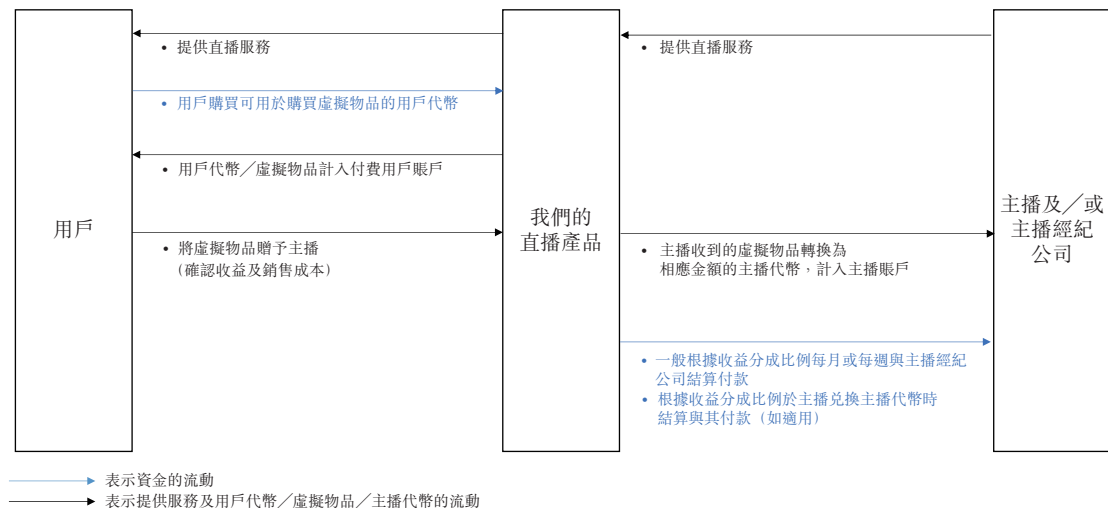 用戶
• 提供直播服務
• 用戶購買可用於購買虛擬物品的用戶代幣
• 用戶代幣／虛擬物品計入付費用戶賬戶
• 將虛擬物品贈予主播
(確認收益及銷售成本)
我們的
直播產品
• 提供直播服務
• 主播收到的虛擬物品轉換為
相應金額的主播代幣，計入主播賬戶
• 一般根據收益分成比例每月或每週與主播經紀
公司結算付款
• 根據收益分成比例於主播兌換主播代幣時
結算與其付款 (如適用)
主播及／或
主播經紀
公司
表示資金的流動
表示提供服務及用戶代幣／虛擬物品／主播代幣的流動